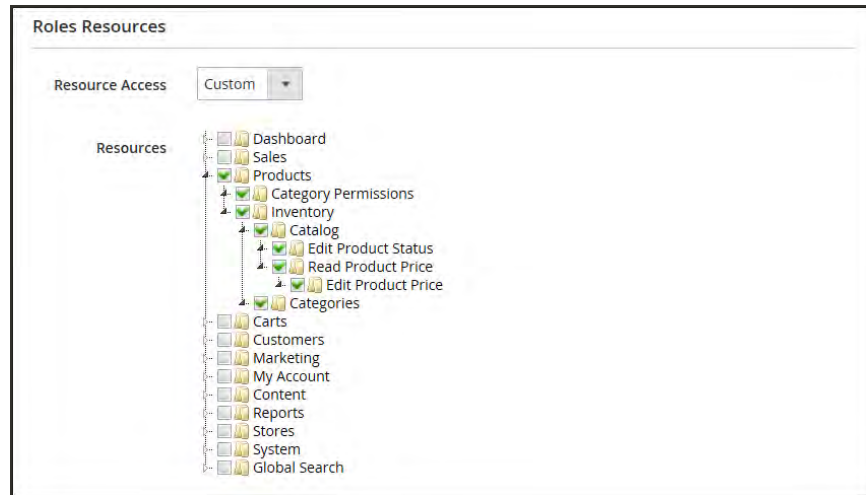 Roles Resources
Resource Access Custom
Resources
Dashboard
Sales
Products
Category Permissions
Inventory
Catalog
Edit Product Status
Read Product Price
Edit Product Price
Categories
Carts
Customers
Marketing
My Account
Content
Reports
Stores
System
Global Search